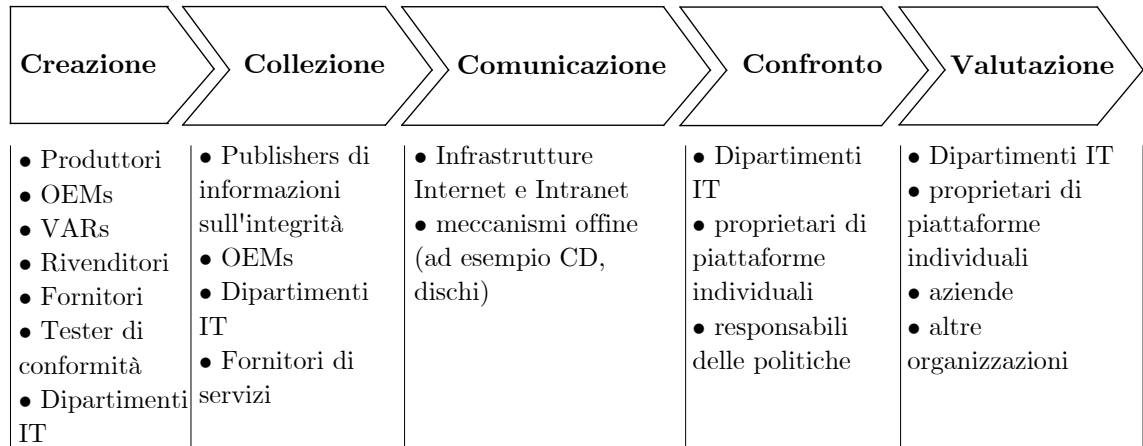 Creazione
Collezione
Comunicazione
Confronto
Valutazione
• Produttori
• OEMs
• VARs
• Rivenditori
• Fornitori
• Tester di
conformità
• Dipartimenti
IT
• Publishers di
informazioni
sull'integrità
• OEMs
• Dipartimenti
IT
• Fornitori di
servizi
• Infrastrutture
Internet e Intranet
• meccanismi offine
(ad esempio CD,
dischi)
• Dipartimenti
IT
• proprietari di
piattaforme
individuali
• responsabili
delle politiche
• Dipartimenti IT
• proprietari di
piattaforme
individuali
• aziende
• altre
organizzazioni